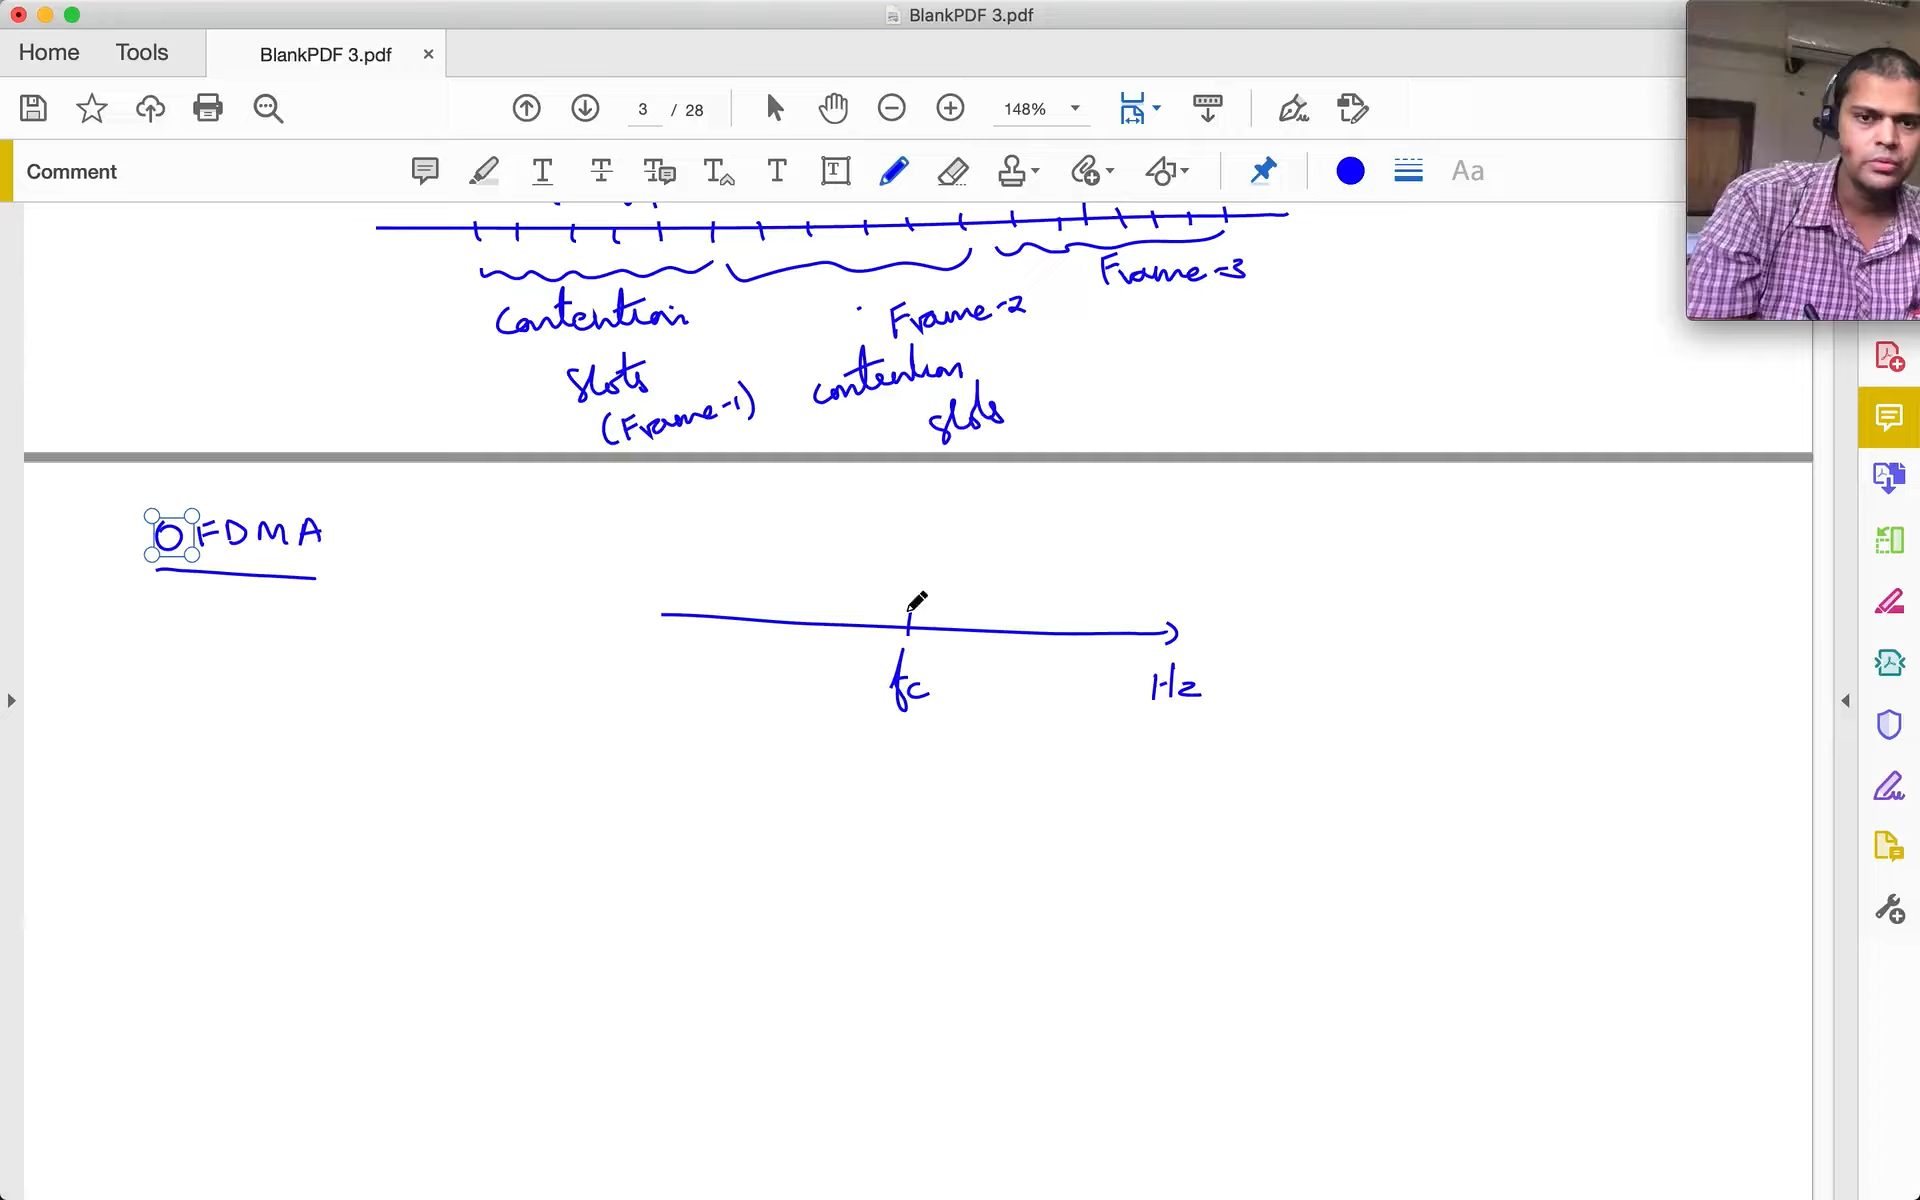 BlankPDF 3.pdf
Home Tools BlankPDF 3.pdf ×
3 / 28 148%
Comment Aa
Contention
slots
(Frame-1)
Frame-2
contention
slots
Frame-3
OFDMA
fc
Hz